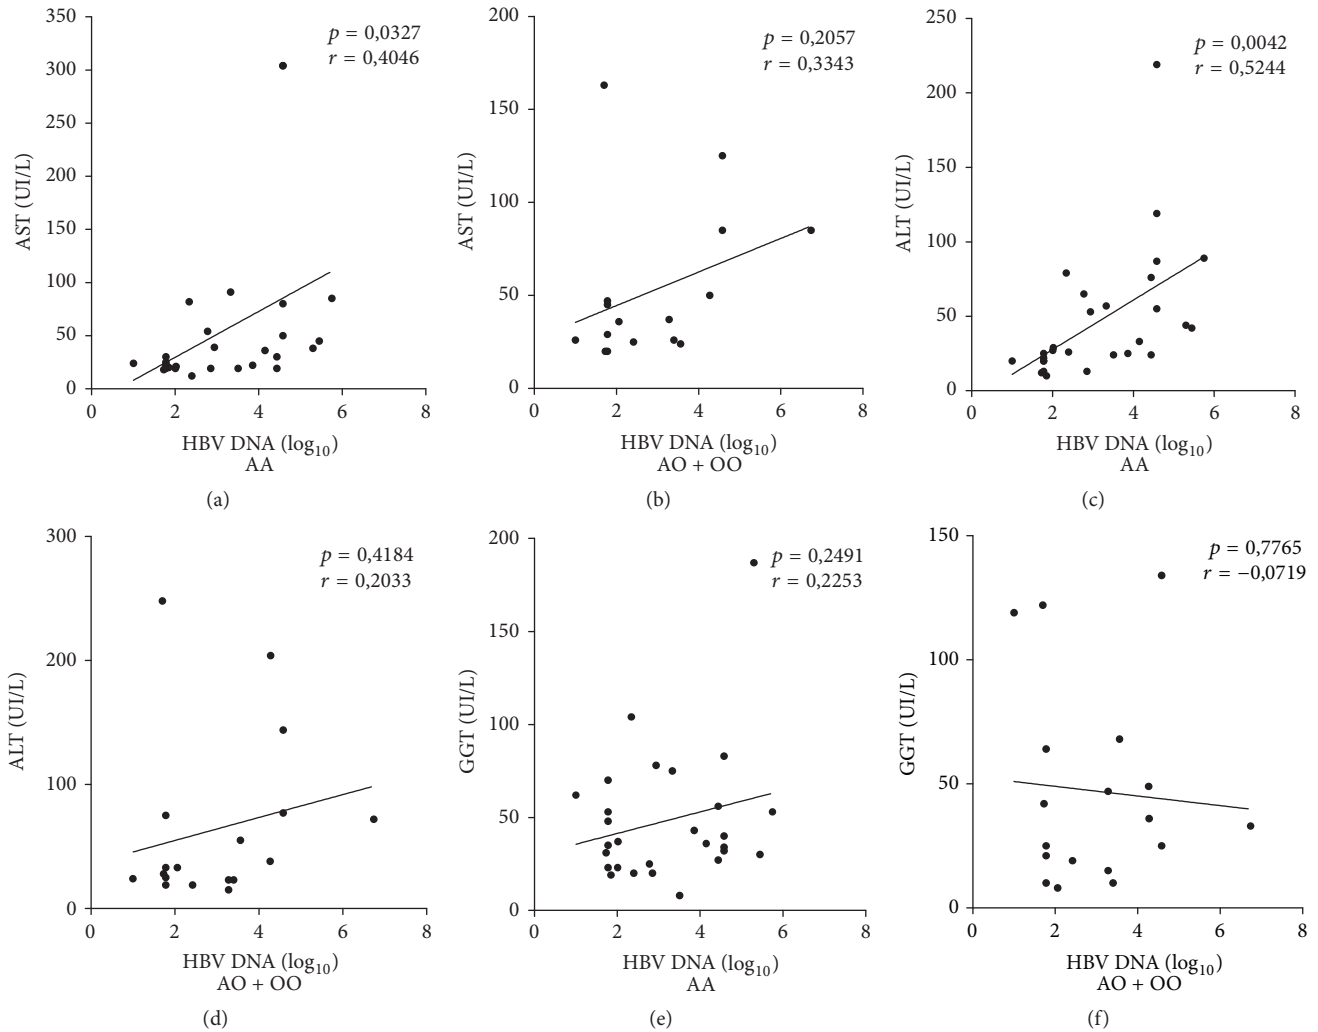 350
300
250
200
150
100
50
0
AST (UI/L)
p = 0,0327
r = 0,4046
0 2 4 6 8
HBV DNA (log10)
AA
(a)
200
150
100
50
0
AST (UI/L)
p = 0,2057
r = 0,3343
0 2 4 6 8
HBV DNA (log10)
AO + OO
(b)
250
200
150
100
50
0
ALT (UI/L)
p = 0,0042
r = 0,5244
0 2 4 6 8
HBV DNA (log10)
AA
(c)
300
200
100
0
ALT (UI/L)
p = 0,4184
r = 0,2033
0 2 4 6 8
HBV DNA (log10)
AO + OO
(d)
200
150
100
50
0
GGT (UI/L)
p = 0,2491
r = 0,2253
0 2 4 6 8
HBV DNA (log10)
AA
(e)
150
100
50
0
GGT (UI/L)
p = 0,7765
r = −0,0719
0 2 4 6 8
HBV DNA (log10)
AO + OO
(f)